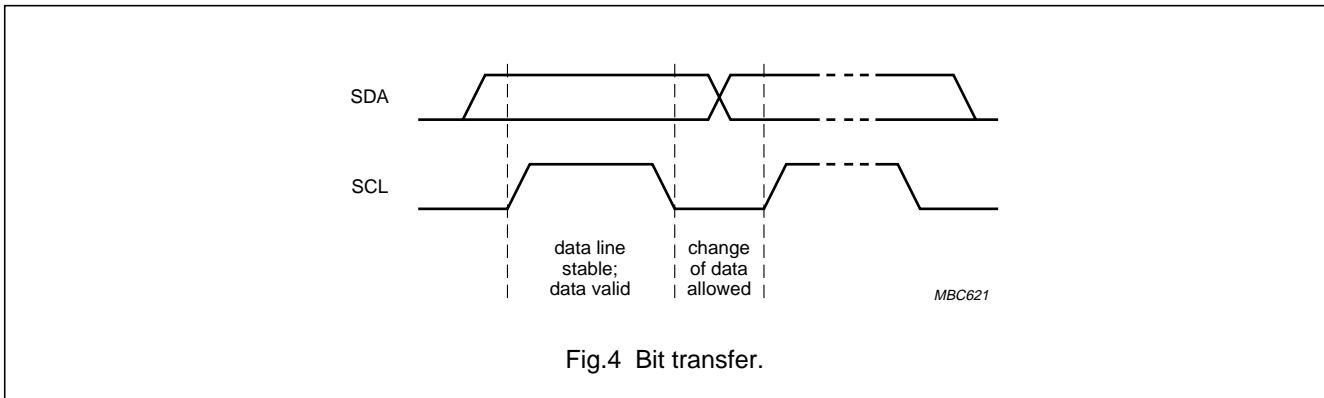 SDA
SCL
data line
stable;
data valid
change
of data
allowed
MBC621
Fig.4 Bit transfer.